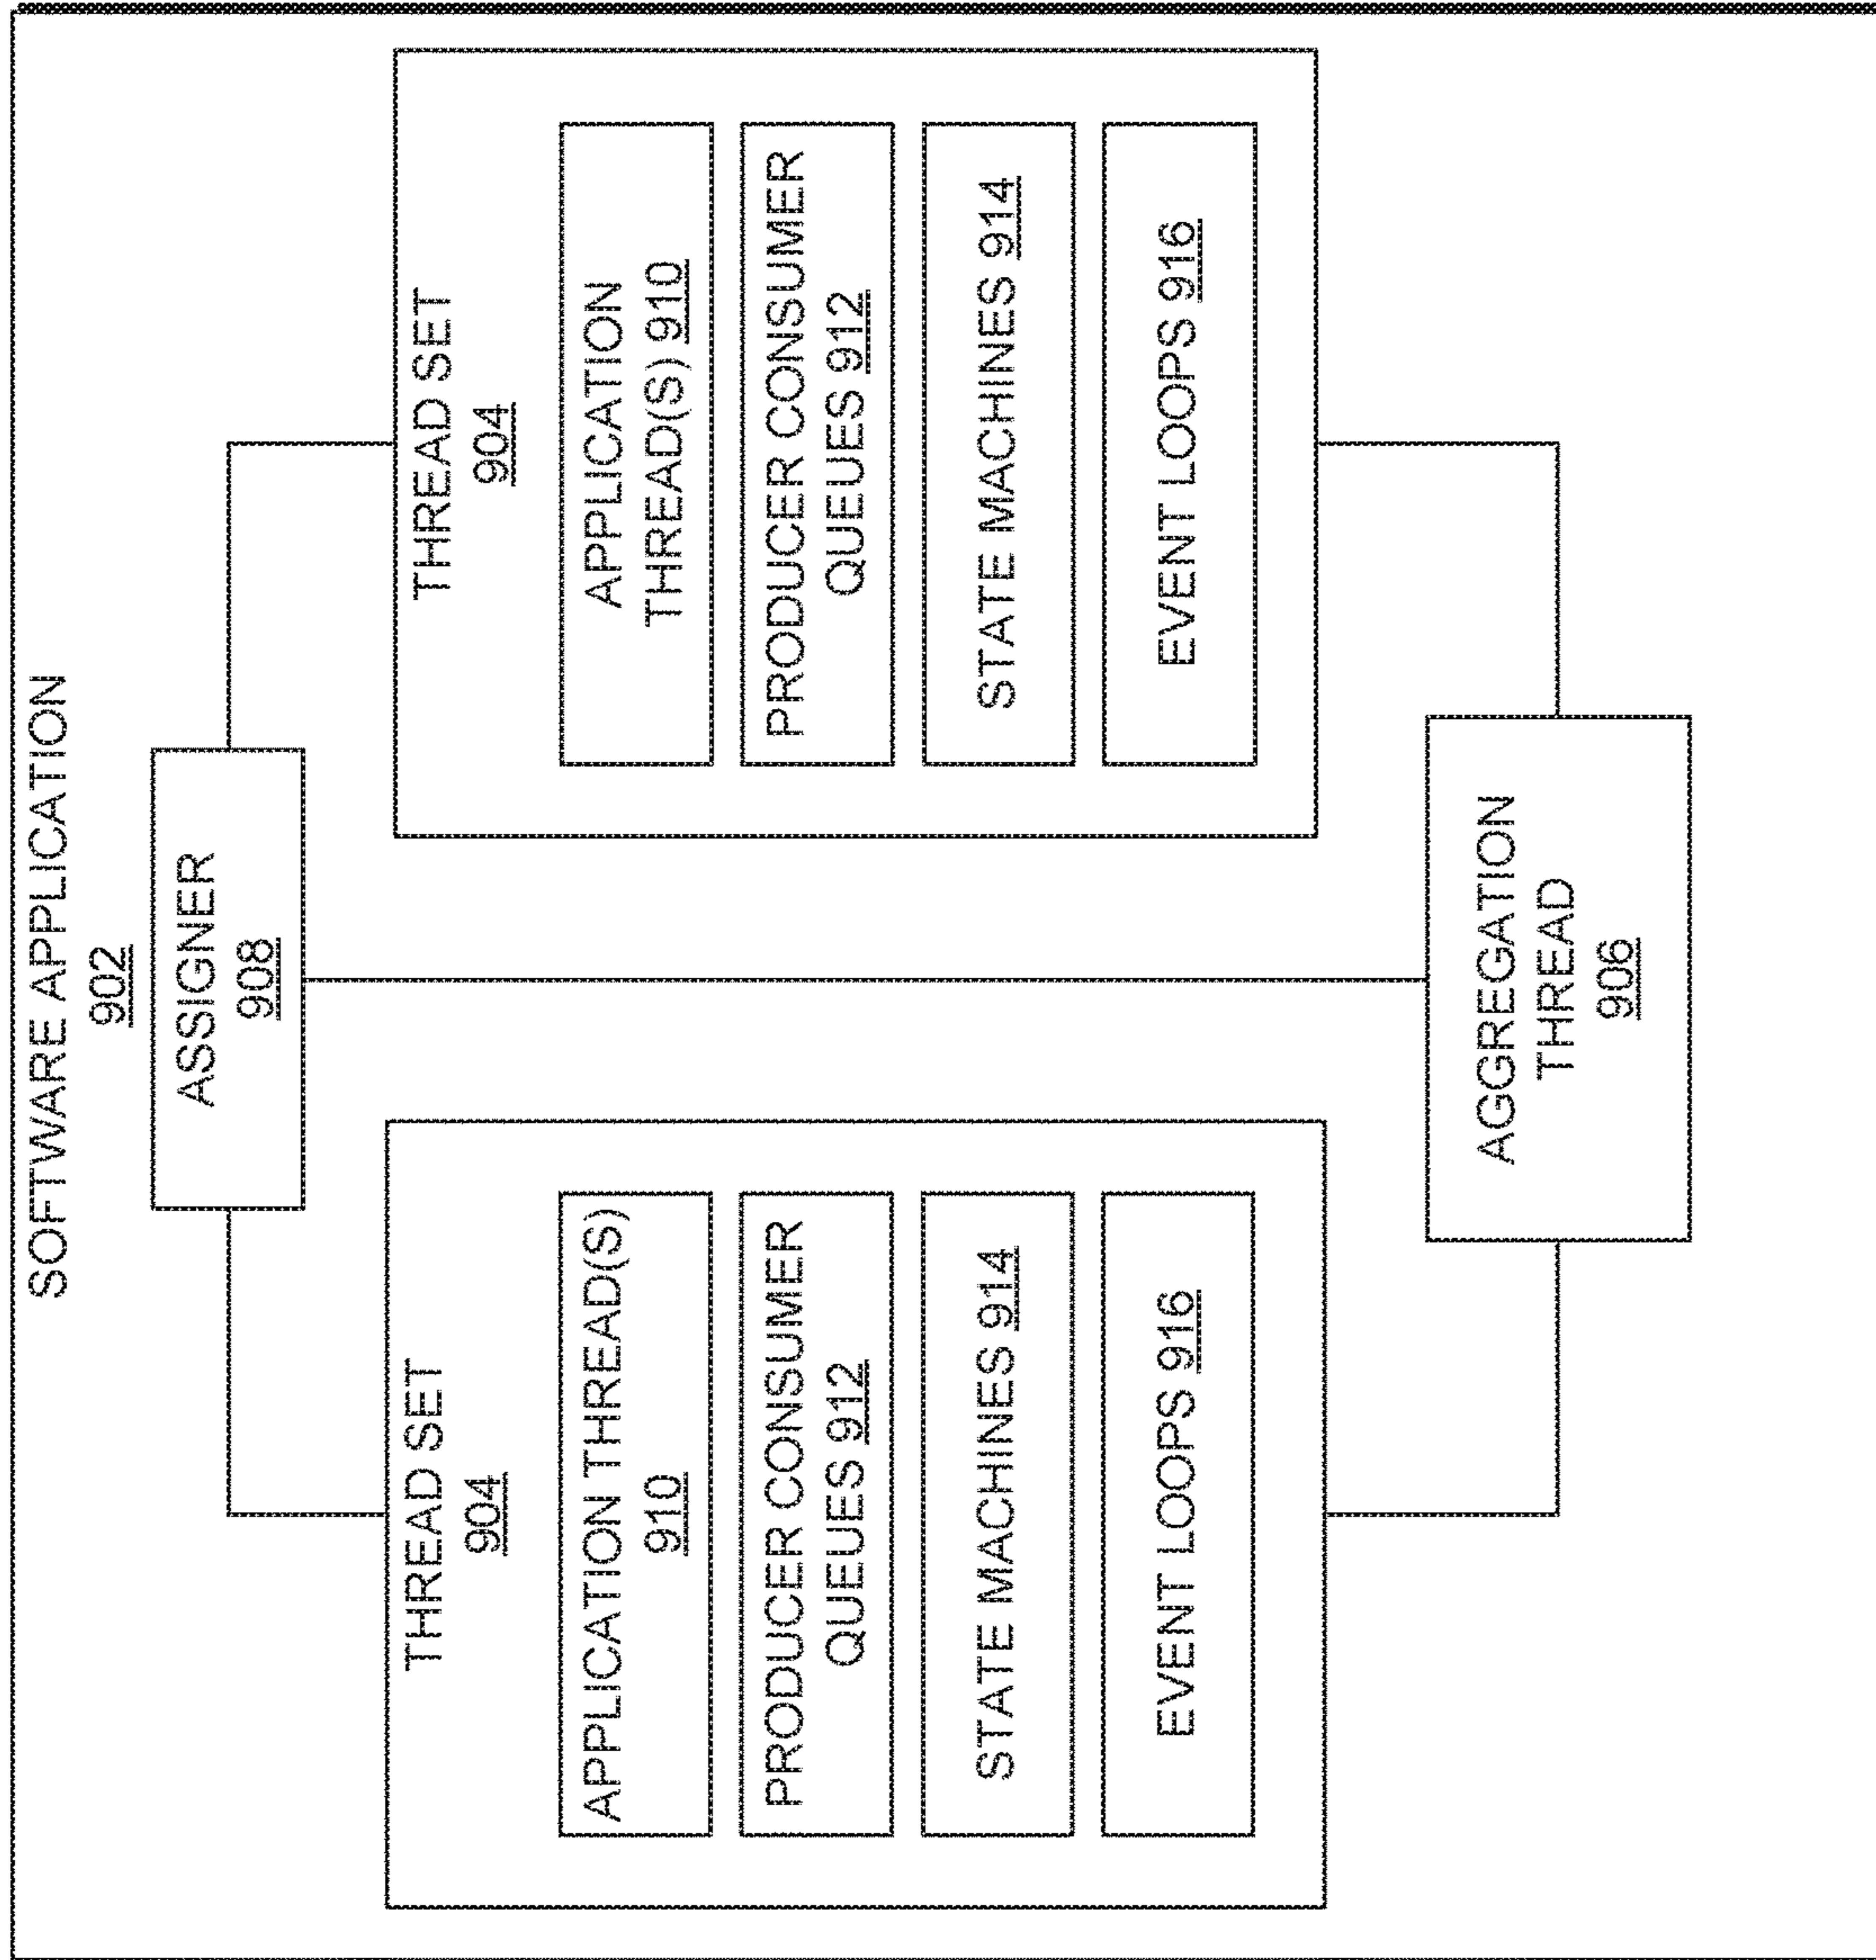 SOFTWARE APPLICATION
902
ASSIGNER
908
THREAD SET
904
APPLICATION THREAD(S)
910
PRODUCER CONSUMER
QUEUES 912
STATE MACHINES 914
EVENT LOOPS 916
THREAD SET
904
APPLICATION
THREAD(S) 910
PRODUCER CONSUMER
QUEUES 912
STATE MACHINES 914
EVENT LOOPS 916
AGGREGATION
THREAD
906